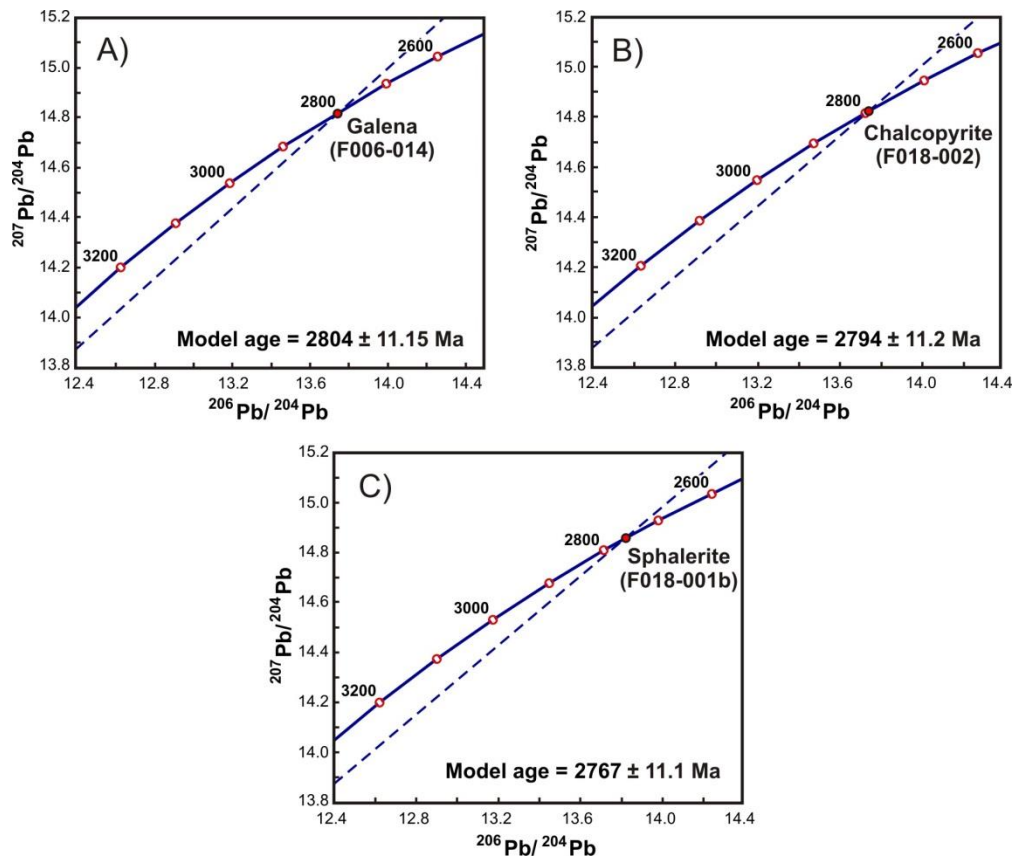 A)
15.2
15.0
14.8
14.6
14.4
14.2
14.0
13.8
207Pb/204Pb
2600
2800
3000
3200
Galena
(F006-014)
Model age = 2804 ± 11.15 Ma
12.4 12.8 13.2 13.6 14.0 14.4
206Pb/ 204Pb
B)
15.2
15.0
14.8
14.6
14.4
14.2
14.0
13.8
207Pb/204Pb
2600
2800
3000
3200
Chalcopyrite
(F018-002)
Model age = 2794 ± 11.2 Ma
12.4 12.8 13.2 13.6 14.0 14.4
206Pb/ 204Pb
C)
15.2
15.0
14.8
14.6
14.4
14.2
14.0
13.8
207Pb/204Pb
2600
2800
3000
3200
Sphalerite
(F018-001b)
Model age = 2767 ± 11.1 Ma
12.4 12.8 13.2 13.6 14.0 14.4
206Pb/ 204Pb